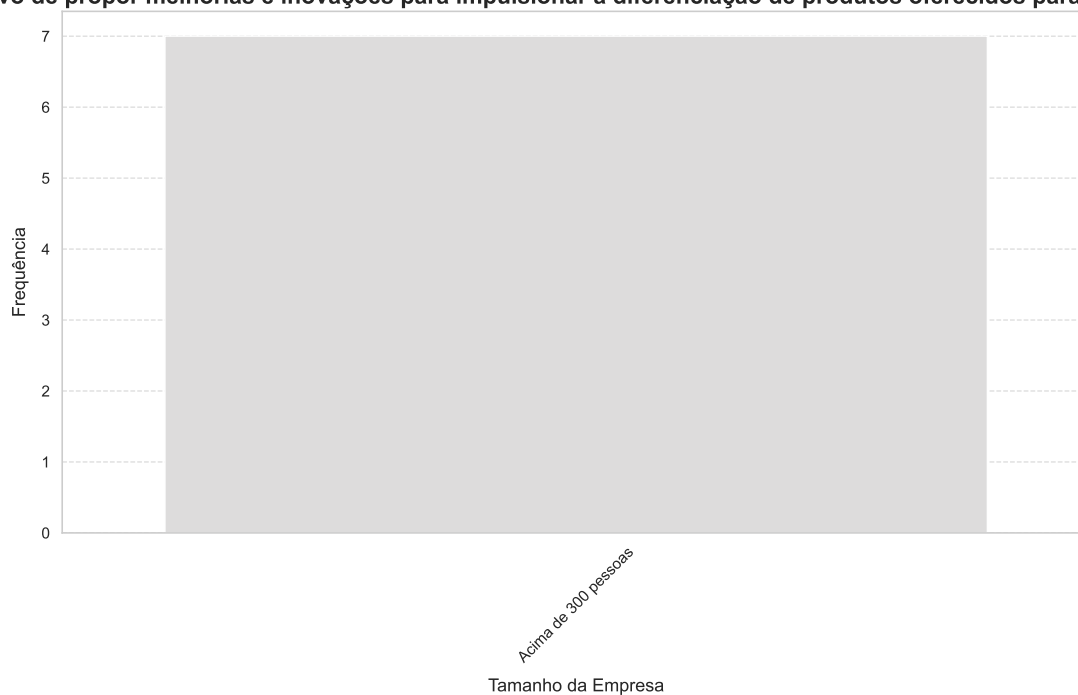 de propor melhorias e inovações para impulsionar a diferenciação de produtos oferecidos para
7
6
5
4
3
2
1
0
Frequência
Acima de 300 pessoas
Tamanho da Empresa